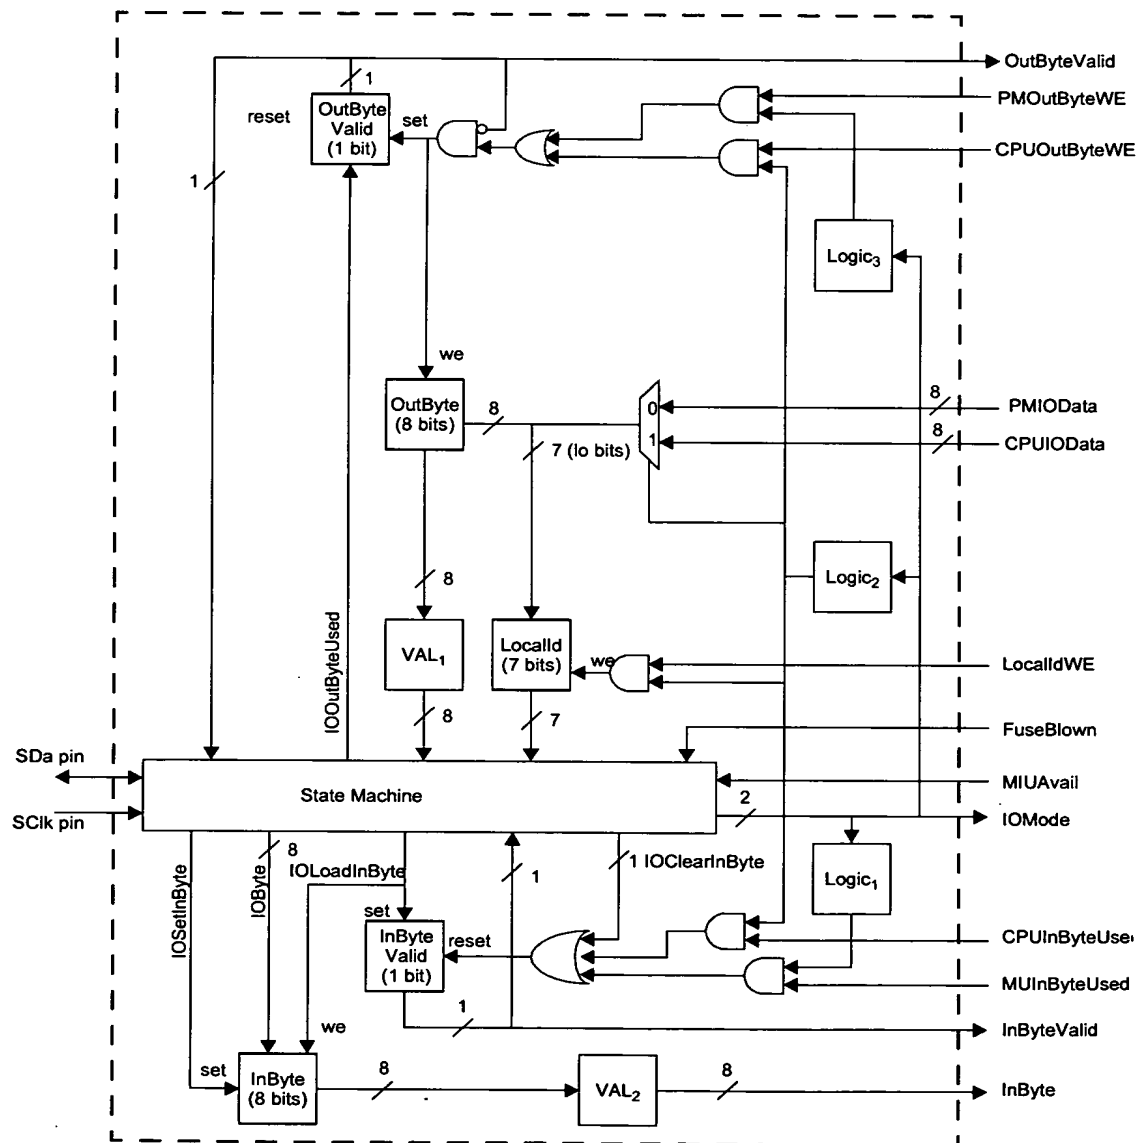 OutByteValid
1
PMOutByteWE
reset
OutByte
Valid
(1 bit)
set
CPUOutByteWE
1
Logic3
we
OutByte
(8 bits)
8
0
8
PMIOData
1
8
CPUIOData
7 (lo bits)
Logic2
8
IOOutByteUsed
VAL1
LocalId
(7 bits)
we
LocalIdWE
8
7
FuseBlown
SDa pin
State Machine
MIUAvail
2
SClk pin
IOMode
8
IOSetInByte
IOByte
IOLoadInByte
1
1 IOClearInByte
Logic1
set
InByte
Valid
(1 bit)
reset
CPUInByteUse
MUInByteUsed
1
InByteValid
we
set
InByte
(8 bits)
8
VAL2
8
InByte